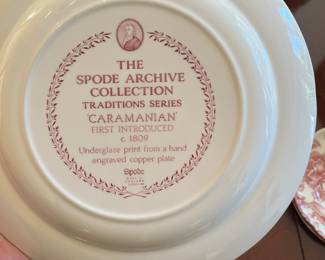 THE
SPODE ARCHIVE
COLLECTION
TRADITIONS SERIES
'CARAMANIAN'
FIRST INTRODUCED
c. 1809
Underglaze print from a hand
engraved copper plate
Spode